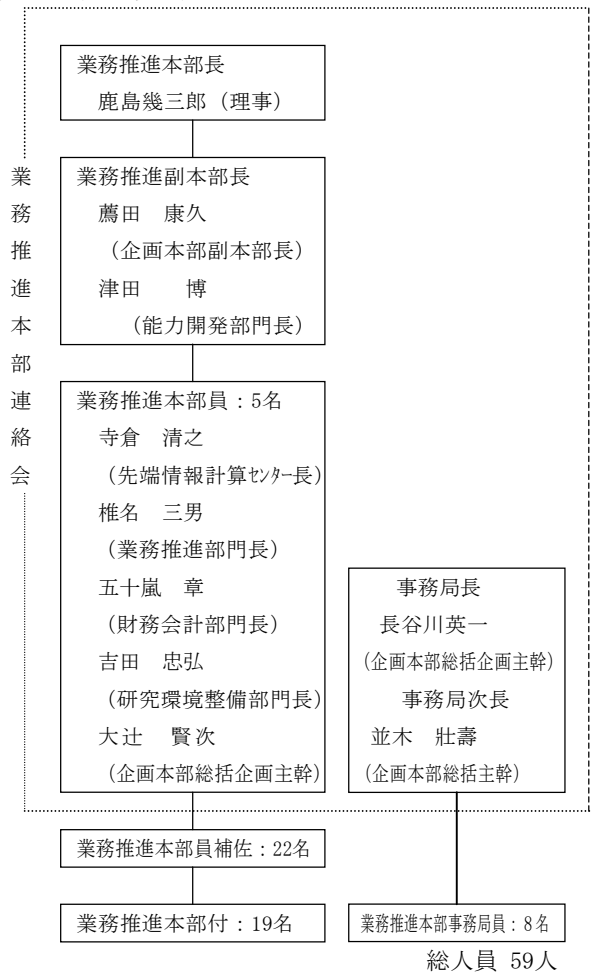 業務推進本部連絡会
業務推進本部長
鹿島幾三郎（理事）
業務推進副本部長
薦田　康久
（企画本部副本部長）
津田　　博
（能力開発部門長）
業務推進本部員：5名
寺倉　清之
（先端情報計算センター長）
椎名　三男
（業務推進部門長）
五十嵐　章
（財務会計部門長）
吉田　忠弘
（研究環境整備部門長）
大辻　賢次
（企画本部総括企画主幹）
事務局長
長谷川英一
（企画本部総括企画主幹）
事務局次長
並木　壯壽
（企画本部総括主幹）
業務推進本部員補佐：22名
業務推進本部付：19名
業務推進本部事務局員：8名
総人員 59人